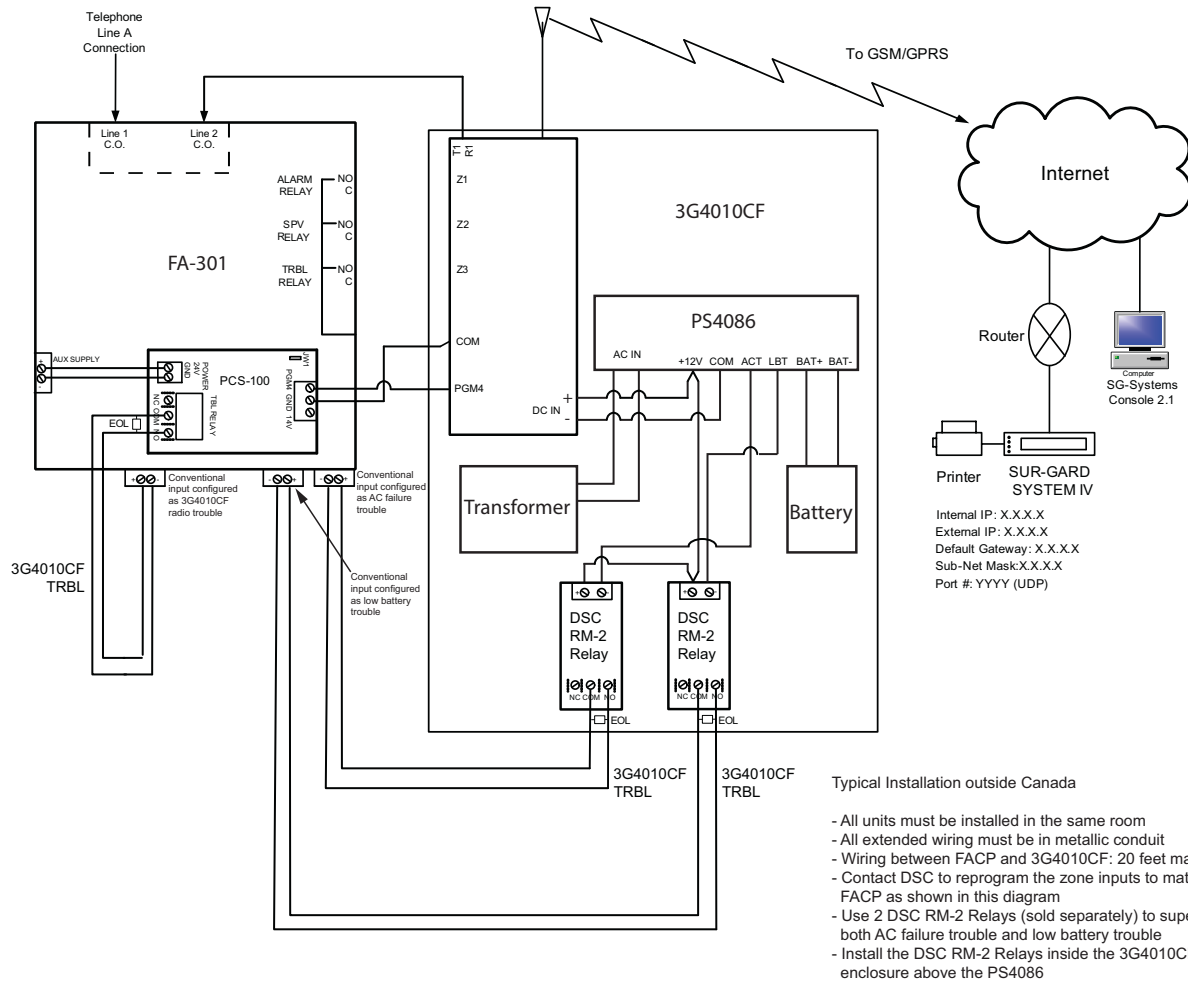 Telephone
Line A
Connection
To GSM/GPRS
Line 1
C.O.
Line 2
C.O.
T1
R1
ALARM
RELAY
NO
C
Z1
3G4010CF
Internet
SPV
RELAY
NO
C
Z2
FA-301
TRBL
RELAY
NO
C
Z3
PS4086
Router
COM
AC IN
+12V COM ACT LBT BAT+ BAT-
AUX SUPPLY
+
-
POWER
24V
GND
PCS-100
JW1
PGM4 GND 14V
PGM4
TBL RELAY
NC COM NO
EOL
DC IN
+
-
Computer
SG-Systems
Console 2.1
Printer
SUR-GARD
SYSTEM IV
Internal IP: X.X.X.X
External IP: X.X.X.X
Default Gateway: X.X.X.X
Sub-Net Mask:X.X.X.X
Port #: YYYY (UDP)
+ -
Conventional
input configured
as 3G4010CF
radio trouble
- +
- +
Conventional
input configured
as AC failure
trouble
Transformer
Battery
3G4010CF
TRBL
Conventional
input configured
as low battery
trouble
+ -
DSC
RM-2
Relay
NC COM NO
EOL
+ -
DSC
RM-2
Relay
NC COM NO
EOL
3G4010CF
TRBL
3G4010CF
TRBL
Typical Installation outside Canada
- All units must be installed in the same room
- All extended wiring must be in metallic conduit
- Wiring between FACP and 3G4010CF: 20 feet
- Contact DSC to reprogram the zone inputs to
FACP as shown in this diagram
- Use 2 DSC RM-2 Relays (sold separately) to
both AC failure trouble and low battery trouble
- Install the DSC RM-2 Relays inside the
enclosure above the PS4086